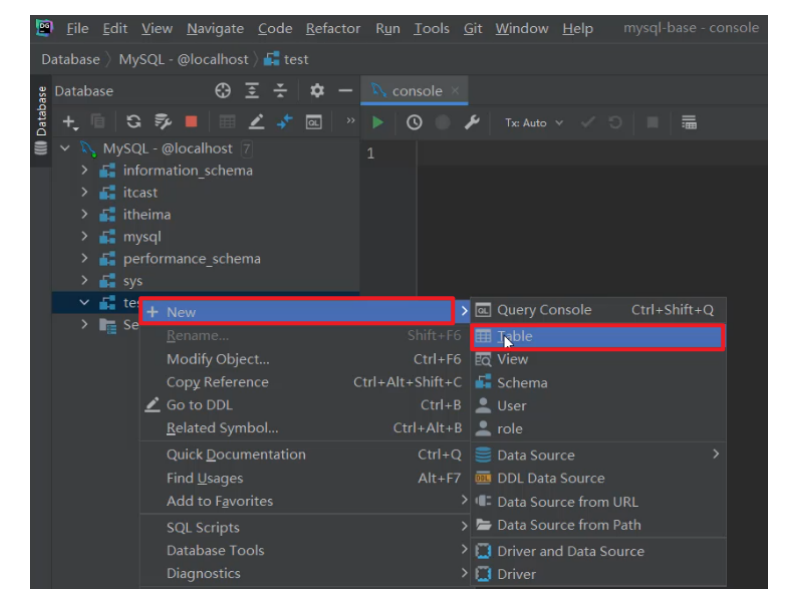 File Edit View Navigate Code Refactor Run Tools Git Window Help mysql-base - console
Database MySQL - @localhost test
Database
Database
console
Tx: Auto
MySQL - @localhost 7
1
information_schema
itcast
itheima
mysql
performance_schema
sys
tes
Se
New
Rename... Shift+F6
Modify Object... Ctrl+F6
Copy Reference Ctrl+Alt+Shift+C
Go to DDL Ctrl+B
Related Symbol... Ctrl+Alt+B
Quick Documentation Ctrl+Q
Find Usages Alt+F7
Add to Favorites
SQL Scripts
Database Tools
Diagnostics
Query Console Ctrl+Shift+Q
Table
View
Schema
User
role
Data Source
DDL Data Source
Data Source from URL
Data Source from Path
Driver and Data Source
Driver